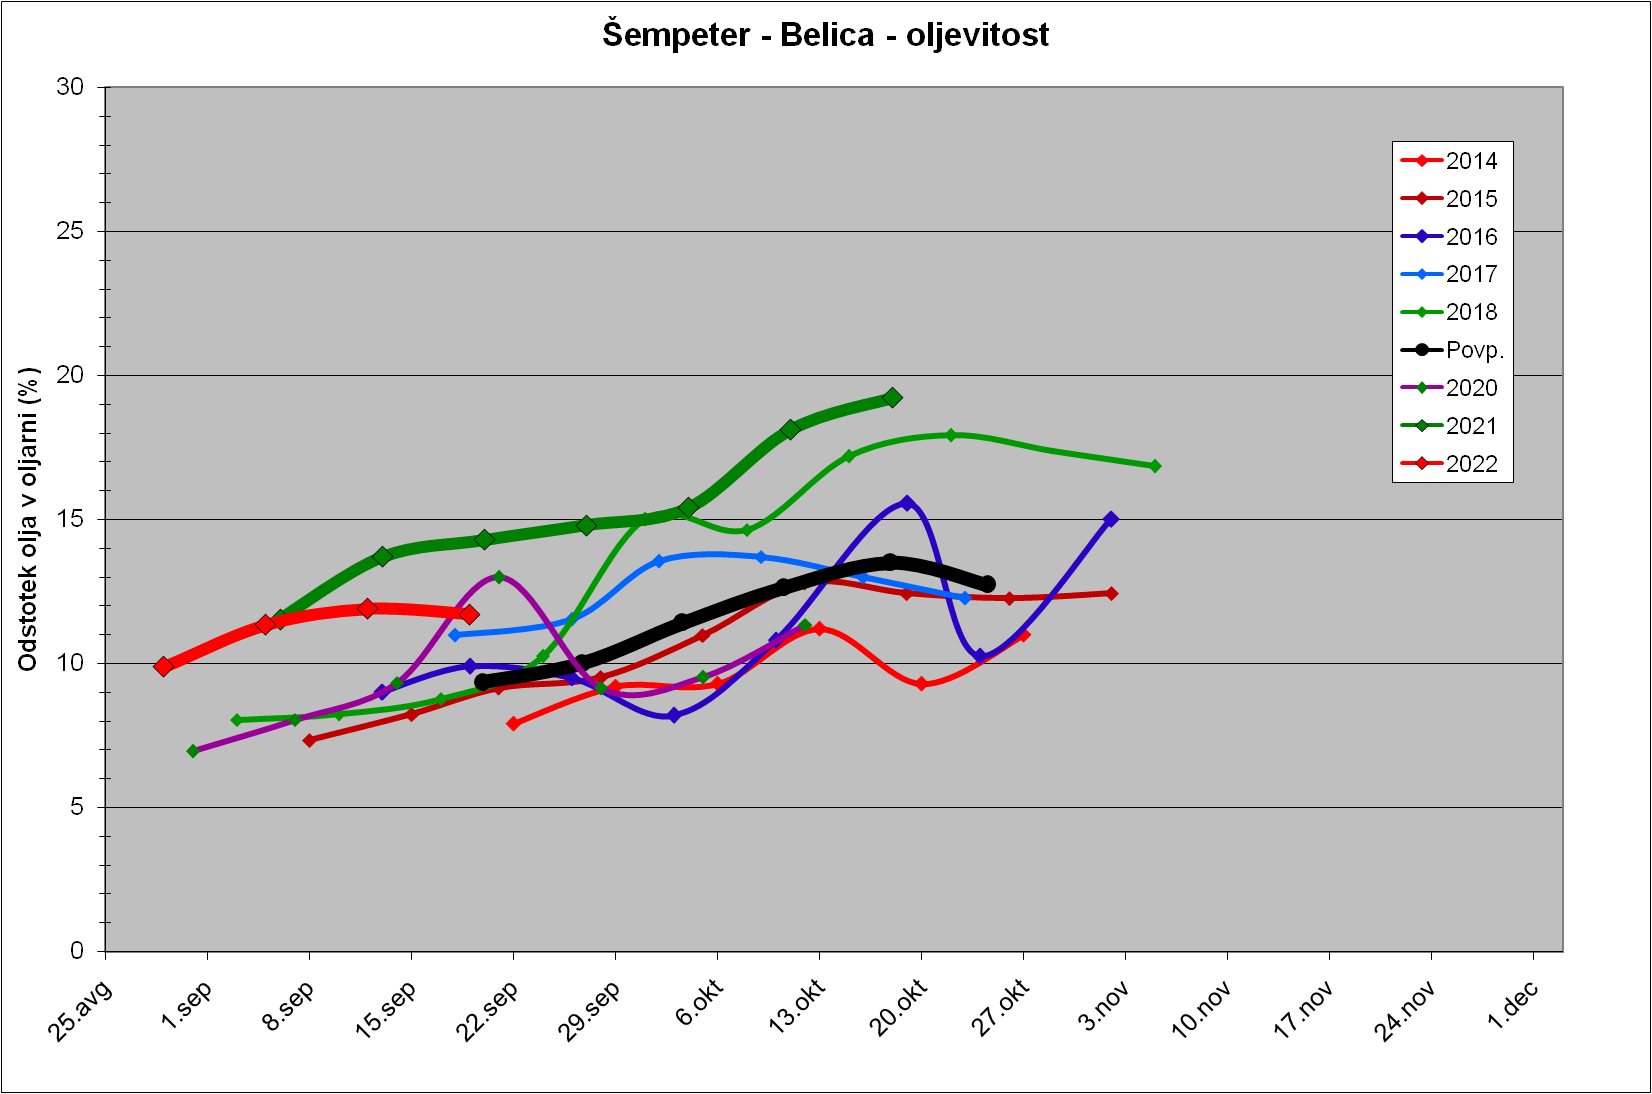 Šempeter - Belica - oljevitost
Odstotek olja v oljarni (%)
30
25
20
15
10
5
0
25.avg
1.sep
8.sep
15.sep
22.sep
29.sep
6.okt
13.okt
20.okt
27.okt
3.nov
10.nov
17.nov
24.nov
1.dec
2014
2015
2016
2017
2018
Povp.
2020
2021
2022